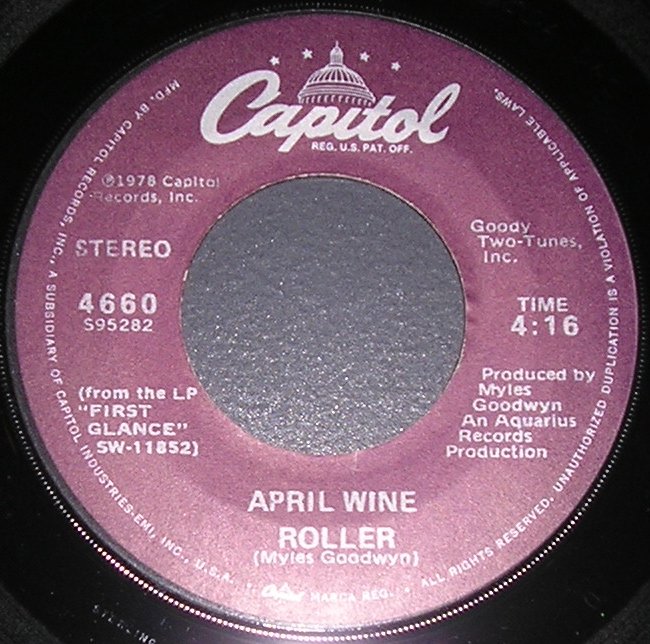 Capitol
REG. U.S. PAT. OFF.
℗1978 Capitol
Records, Inc.
STEREO
4660
S95282
(from the LP
"FIRST
GLANCE"
SW-11852)
Goody
Two-Tunes,
Inc.
TIME
4:16
Produced by
Myles
Goodwyn
An Aquarius
Records
Production
APRIL WINE
ROLLER
(Myles Goodwyn)
MFD. BY CAPITOL RECORDS, INC., A SUBSIDIARY OF CAPITOL INDUSTRIES-EMI, INC., U.S.A. · Capitol MARCA REG. · ALL RIGHTS RESERVED. UNAUTHORIZED DUPLICATION IS A VIOLATION OF APPLICABLE LAWS.